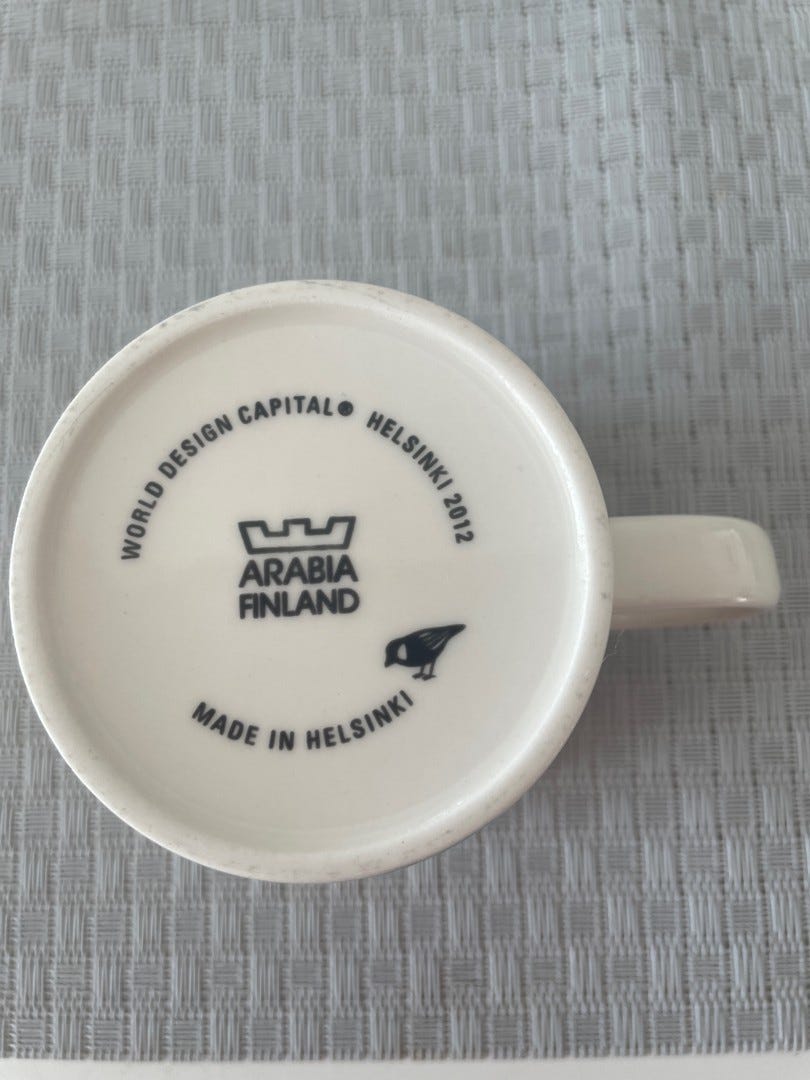 WORLD DESIGN CAPITAL® HELSINKI 2012
ARABIA
FINLAND
MADE IN HELSINKI